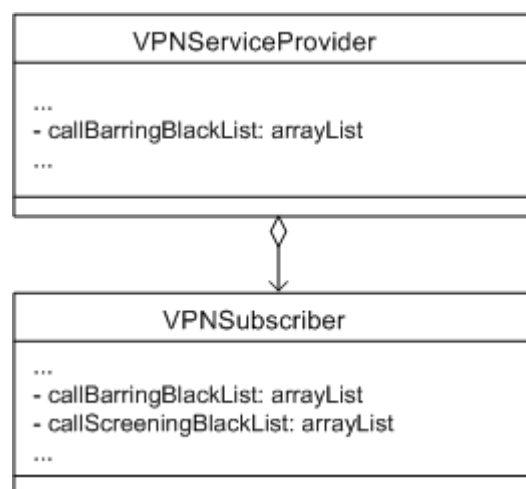 VPNServiceProvider
...
- callBarringBlackList: arrayList
...
VPNSubscriber
...
- callBarringBlackList: arrayList
- callScreeningBlackList: arrayList
...